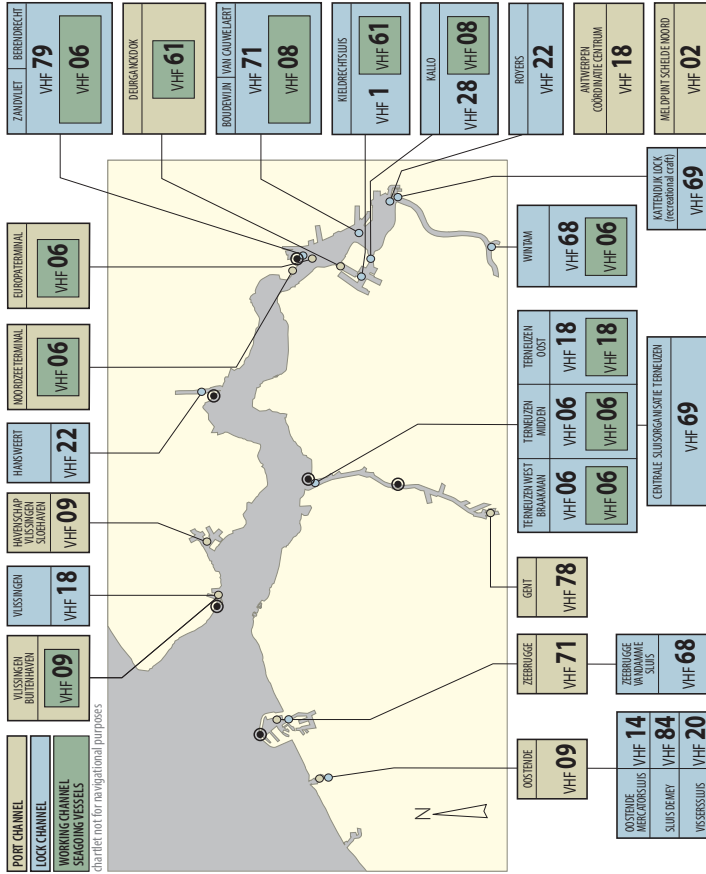 PORT CHANNEL
LOCK CHANNEL
WORKING CHANNEL
SEAGOING VESSELS
chartlet not for navigational purposes
VLISSINGEN
BUITENHAVEN
VHF 09
VLISSINGEN
VHF 18
HAVENSCHAP
VLISSINGEN
SLOEHAVEN
VHF 09
HANSWEERT
VHF 22
NOORDZEETERMINAL
VHF 06
EUROPATERMINAL
VHF 06
ZANDVLIET
BERENDRECHT
VHF 79
VHF 06
DEURGANCKDOK
VHF 61
BOUDEWIJN
VAN CAUWELAERT
VHF 71
VHF 08
KIELDRECHTSLUIS
VHF 1
VHF 61
KALLO
VHF 28
VHF 08
ROYERS
VHF 22
ANTWERPEN
COÖRDINATIE CENTRUM
VHF 18
MELDPUNT SCHELDE NOORD
VHF 02
N
OOSTENDE
VHF 09
OOSTENDE
MERCATORSLUIS
VHF 14
SLUIS DEMEY
VHF 84
VISSERSSLUIS
VHF 20
ZEEBRUGGE
VHF 71
ZEEBRUGGE
VANDAMME
SLUIS
VHF 68
GENT
VHF 78
TERNEUZEN WEST
BRAAKMAN
VHF 06
VHF 06
TERNEUZEN
MIDDEN
VHF 06
VHF 06
TERNEUZEN
OOST
VHF 18
VHF 18
CENTRALE SLUISORGANISATIE TERNEUZEN
VHF 69
WINTAM
VHF 68
VHF 06
KATTENDIJK LOCK
(recreational craft)
VHF 69